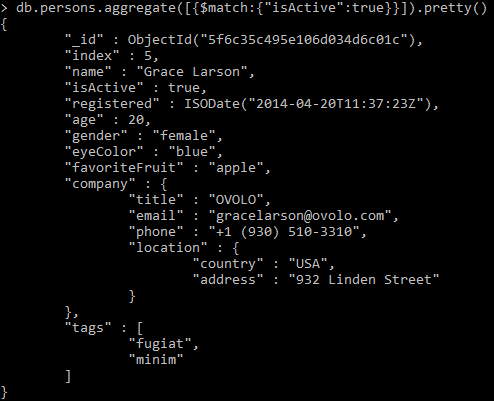 > db.persons.aggregate([{$match:{"isActive":true}}]).pretty()
{
        "_id" : ObjectId("5f6c35c495e106d034d6c01c"),
        "index" : 5,
        "name" : "Grace Larson",
        "isActive" : true,
        "registered" : ISODate("2014-04-20T11:37:23Z"),
        "age" : 20,
        "gender" : "female",
        "eyeColor" : "blue",
        "favoriteFruit" : "apple",
        "company" : {
                "title" : "OVOLO",
                "email" : "gracelarson@ovolo.com",
                "phone" : "+1 (930) 510-3310",
                "location" : {
                        "country" : "USA",
                        "address" : "932 Linden Street"
                }
        },
        "tags" : [
                "fugiat",
                "minim"
        ]
}